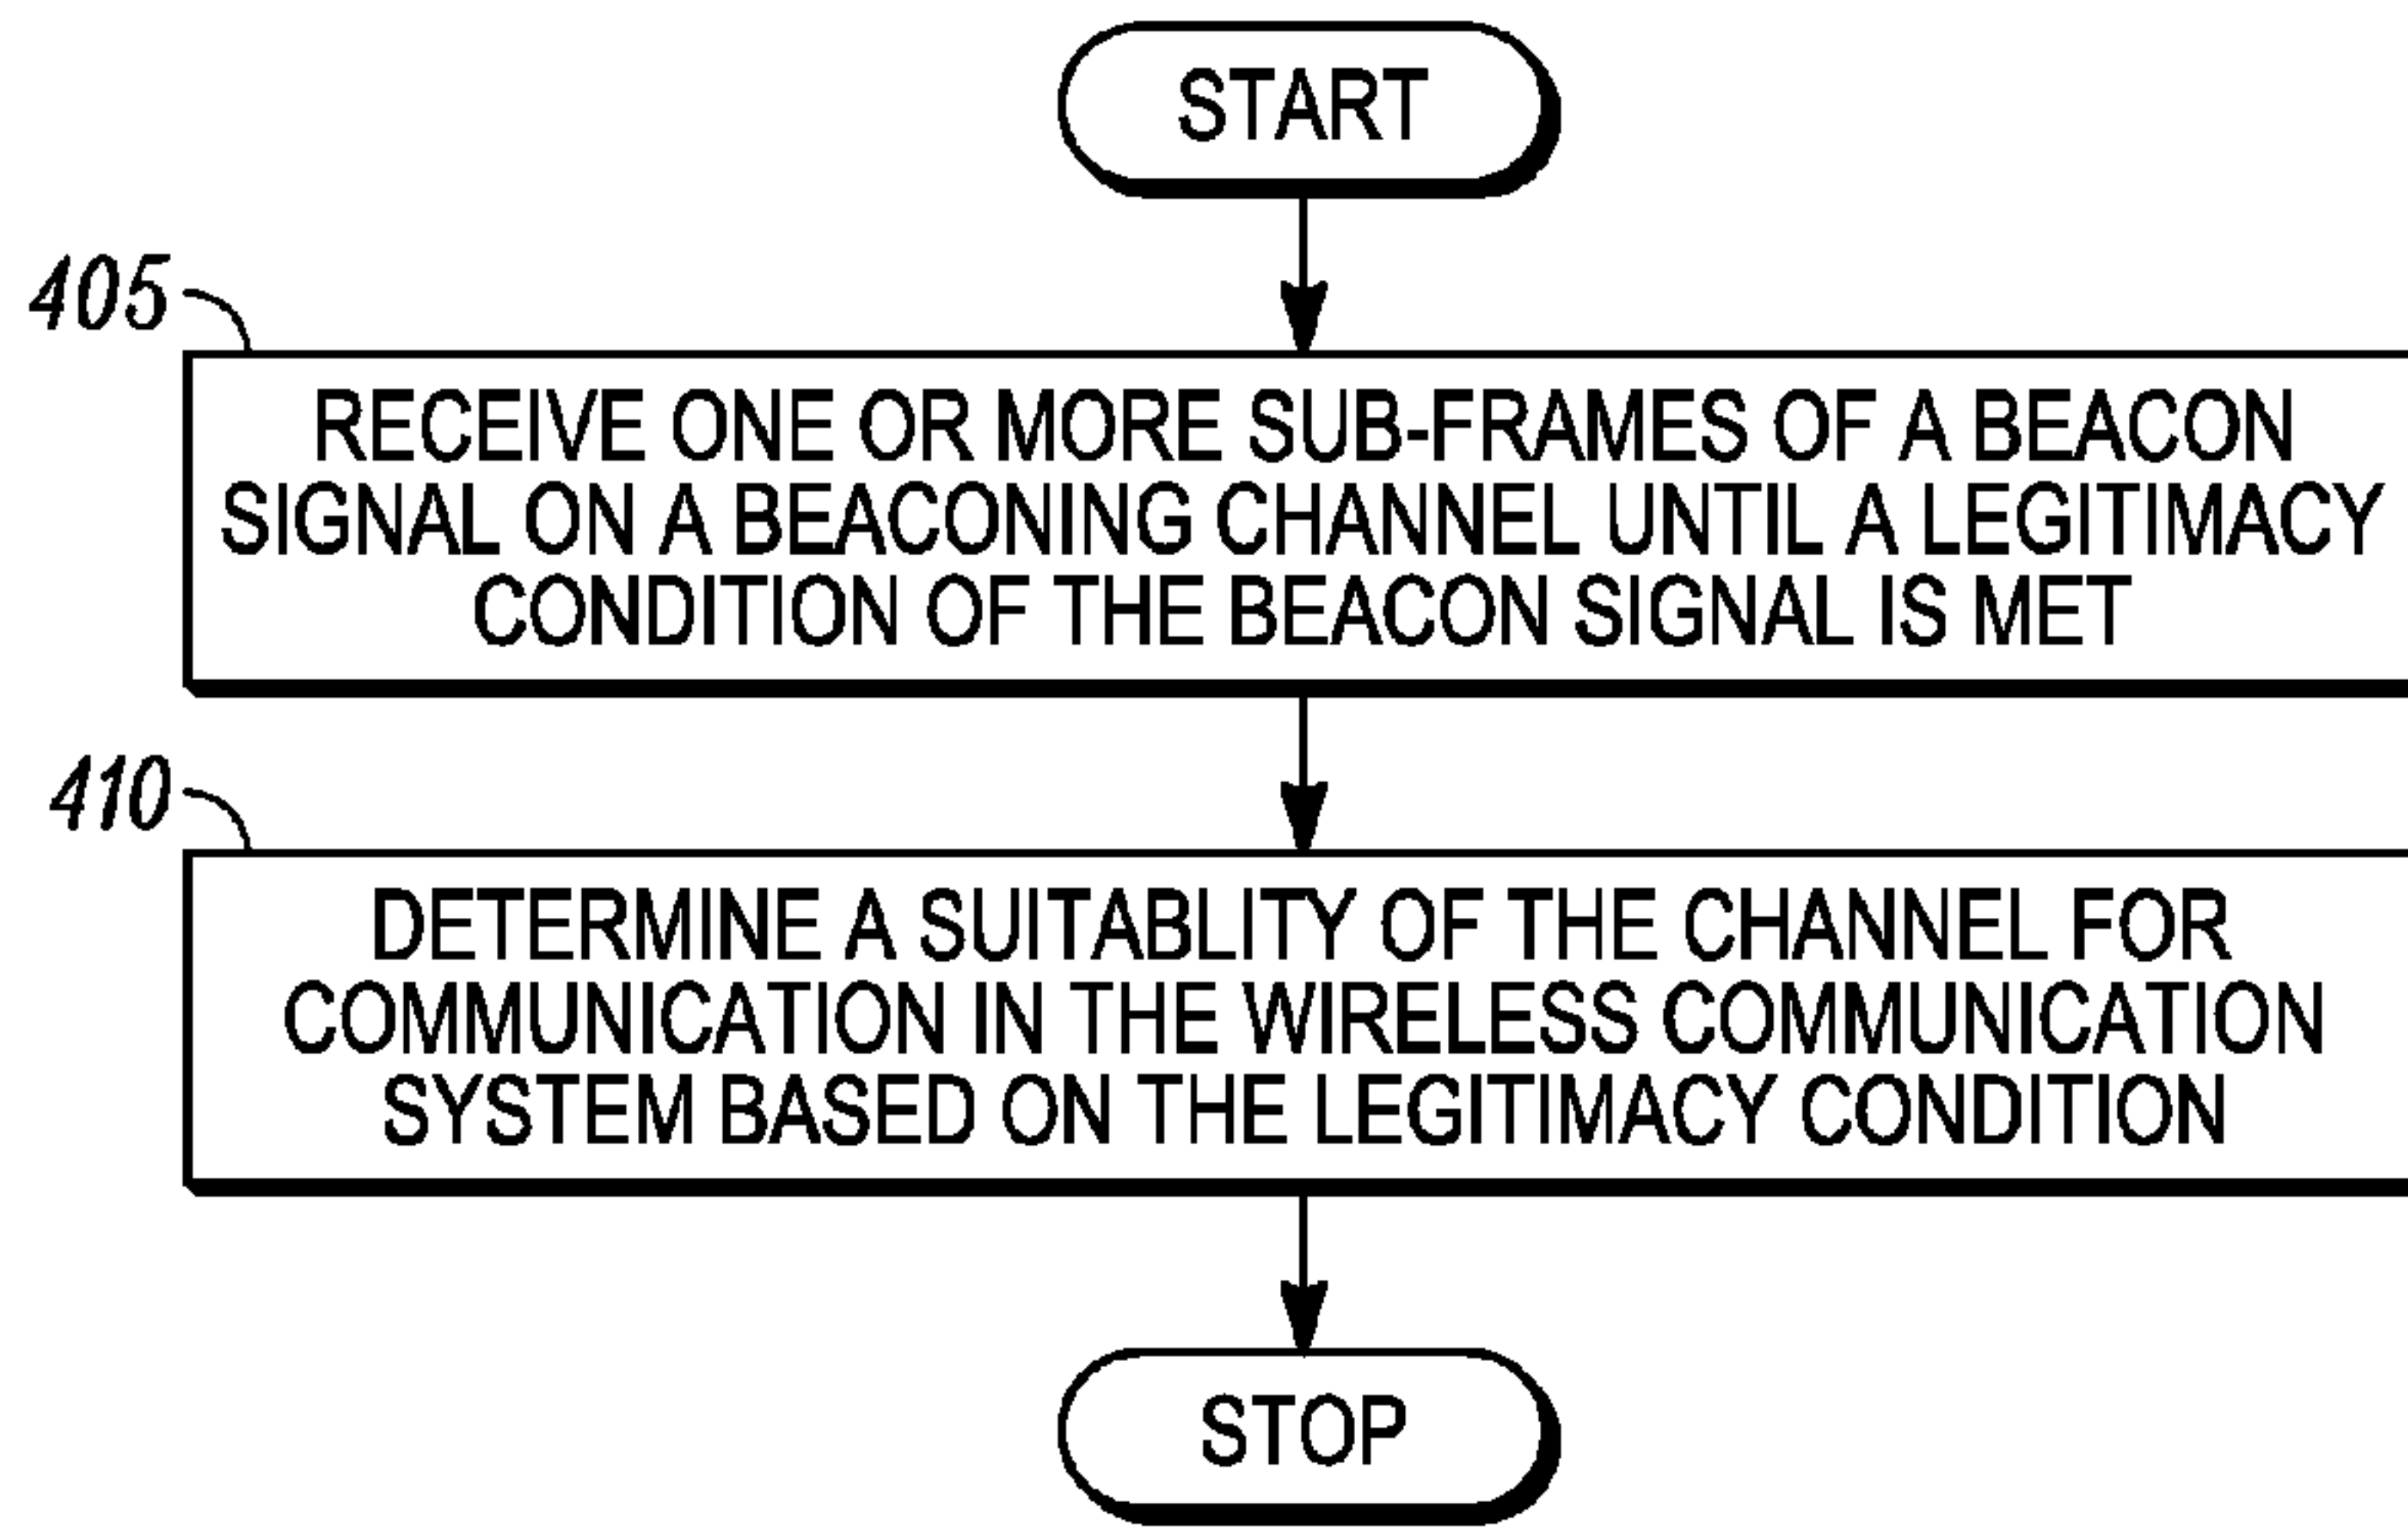 START
405
RECEIVE ONE OR MORE SUB-FRAMES OF A BEACON
SIGNAL ON A BEACONING CHANNEL UNTIL A LEGITIMACY
CONDITION OF THE BEACON SIGNAL IS MET
410
DETERMINE A SUITABLITY OF THE CHANNEL FOR
COMMUNICATION IN THE WIRELESS COMMUNICATION
SYSTEM BASED ON THE LEGITIMACY CONDITION
STOP